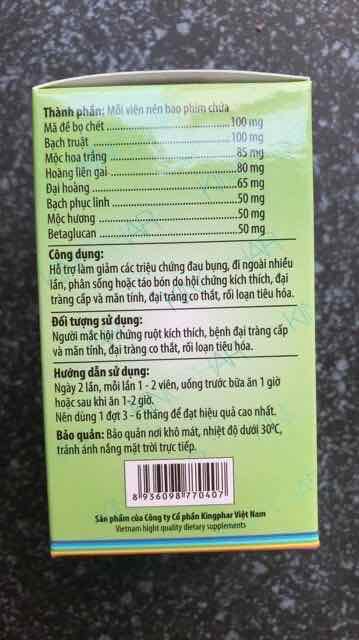 Thành phần: Mỗi viên nén bao phim chứa
Mã đề bọ chét ........ 100 mg
Bạch truật ........ 100 mg
Mộc hoa trắng ........ 85 mg
Hoàng liên gai ........ 80 mg
Đại hoàng ........ 65 mg
Bạch phục linh ........ 50 mg
Mộc hương ........ 50 mg
Betaglucan ........ 50 mg
Công dụng:
Hỗ trợ làm giảm các triệu chứng đau bụng, đi ngoài nhiều
lần, phân sống hoặc táo bón do hội chứng kích thích, đại
tràng cấp và mãn tính, đại tràng co thắt, rối loạn tiêu hóa.
Đối tượng sử dụng:
Người mắc hội chứng ruột kích thích, bệnh đại tràng cấp
và mãn tính, đại tràng co thắt, rối loạn tiêu hóa.
Hướng dẫn sử dụng:
Ngày 2 lần, mỗi lần 1 - 2 viên, uống trước bữa ăn 1 giờ
hoặc sau khi ăn 1-2 giờ.
Nên dùng 1 đợt 3 - 6 tháng để đạt hiệu quả cao nhất.
Bảo quản: Bảo quản nơi khô mát, nhiệt độ dưới 30ºC,
tránh ánh nắng mặt trời trực tiếp.
8 936098 770407
Sản phẩm của Công ty Cổ phần Kingphar Việt Nam
Vietnam hight quality dietary supplements